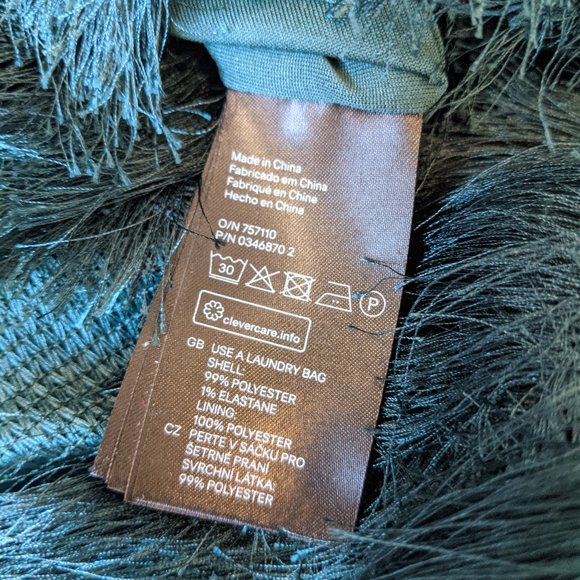 Made in China
Fabricado em China
Fabriqué en Chine
Hecho en China
O/N 757110
P/N 0346870 2
30 P
clevercare.info
GB USE A LAUNDRY BAG
SHELL:
99% POLYESTER
1% ELASTANE
LINING:
100% POLYESTER
CZ PERTE V SÁČKU PRO
ŠETRNÉ PRANÍ
SVRCHNÍ LÁTKA:
99% POLYESTER